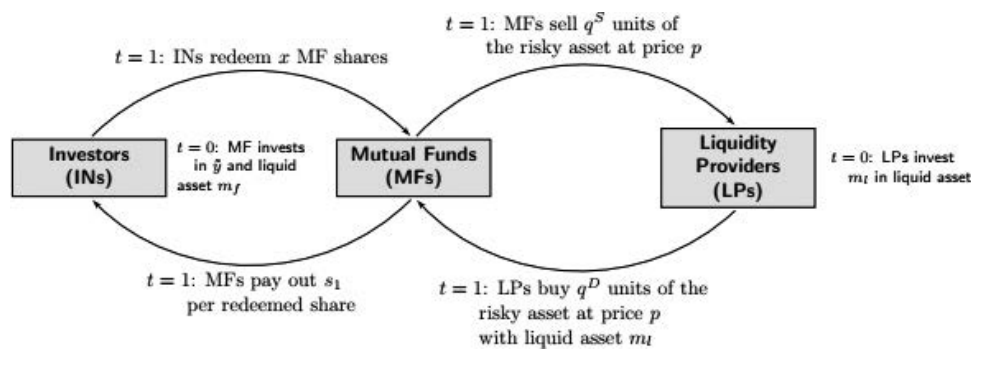 t = 1: MFs sell q^S units of
the risky asset at price p
t = 1: INs redeem x MF shares
Investors
(INs)
t = 0: MF invests
in ỹ and liquid
asset m_f
Mutual Funds
(MFs)
Liquidity
Providers
(LPs)
t = 0: LPs invest
m_l in liquid asset
t = 1: MFs pay out s_1
per redeemed share
t = 1: LPs buy q^D units of the
risky asset at price p
with liquid asset m_l